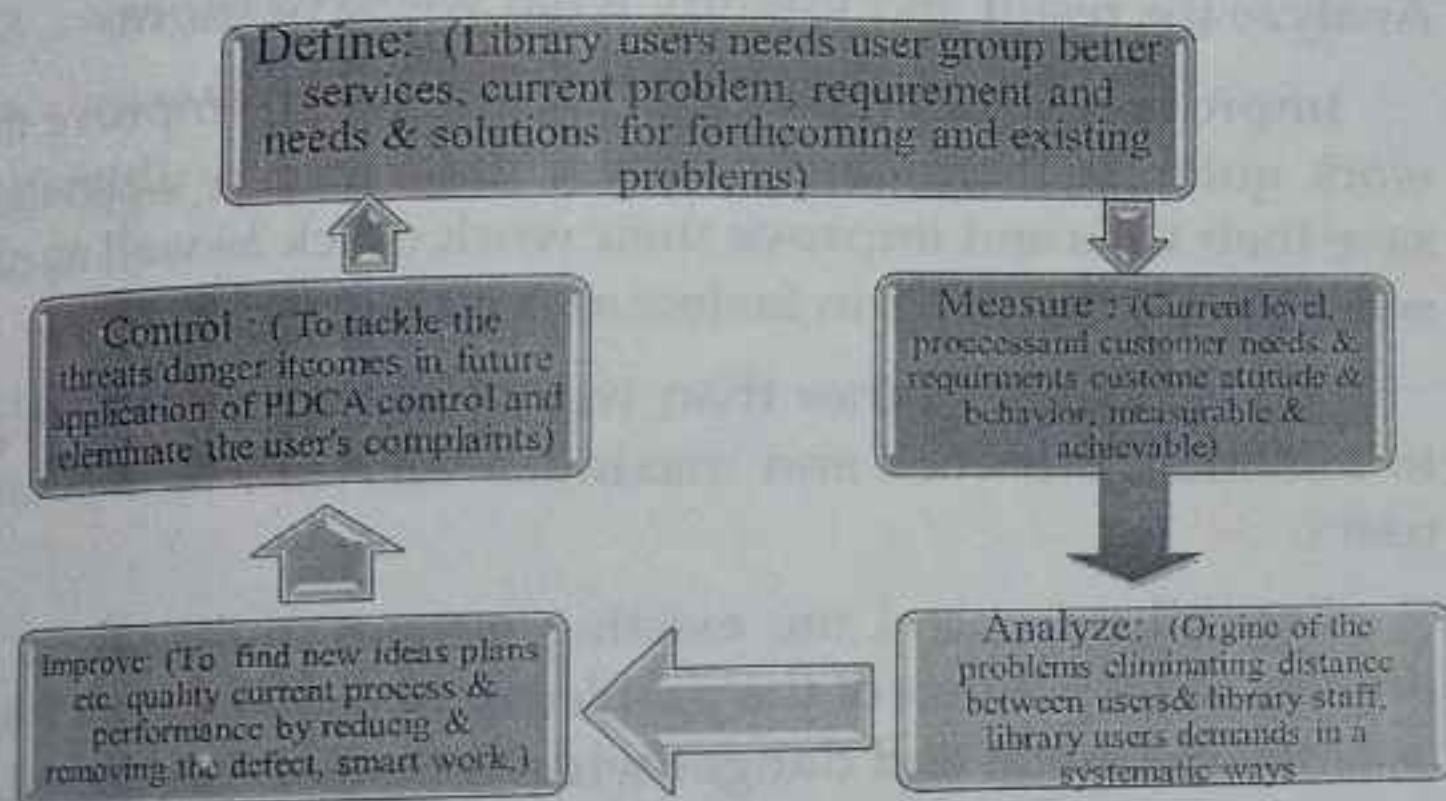 Define: (Library users needs user group better
services, current problem, requirement and
needs & solutions for forthcoming and existing
problems)
Measure : (Current level,
proccessand customer needs &
requirments custome attitude &
behavior, measurable &
achievable)
Analyze: (Orgine of the
problems eliminating distance
between users& library staff,
library users demands in a
systematic ways
Improve: (To find new ideas plans
etc. quality current process &
performance by reducig &
removing the defect, smart work.)
Control : ( To tackle the
threats danger itcomes in future
application of PDCA control and
elemmate the user's complaints)